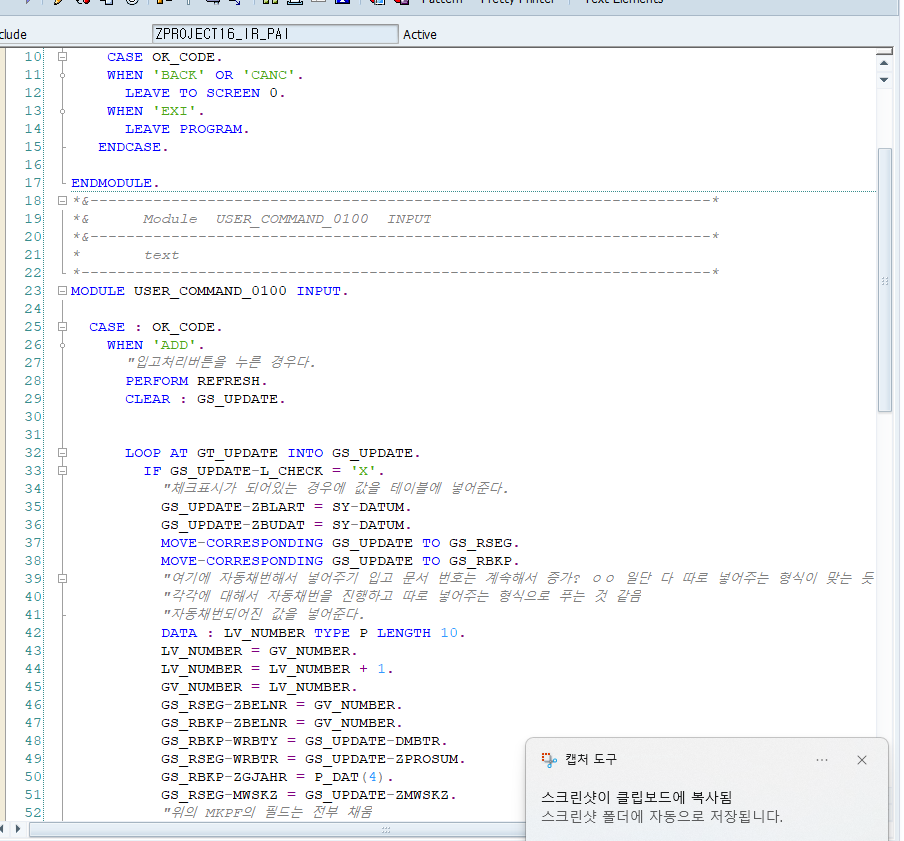 Pattern Pretty Printer Text Elements
clude ZPROJECT16_IR_PAI Active
10 CASE OK_CODE.
11 WHEN 'BACK' OR 'CANC'.
12 LEAVE TO SCREEN 0.
13 WHEN 'EXI'.
14 LEAVE PROGRAM.
15 ENDCASE.
16
17 ENDMODULE.
18 *&---------------------------------------------------------------------*
19 *& Module USER_COMMAND_0100 INPUT
20 *&---------------------------------------------------------------------*
21 * text
22 *----------------------------------------------------------------------*
23 MODULE USER_COMMAND_0100 INPUT.
24
25 CASE : OK_CODE.
26 WHEN 'ADD'.
27 "입고처리버튼을 누른 경우다.
28 PERFORM REFRESH.
29 CLEAR : GS_UPDATE.
30
31
32 LOOP AT GT_UPDATE INTO GS_UPDATE.
33 IF GS_UPDATE-L_CHECK = 'X'.
34 "체크표시가 되어있는 경우에 값을 테이블에 넣어준다.
35 GS_UPDATE-ZBLART = SY-DATUM.
36 GS_UPDATE-ZBUDAT = SY-DATUM.
37 MOVE-CORRESPONDING GS_UPDATE TO GS_RSEG.
38 MOVE-CORRESPONDING GS_UPDATE TO GS_RBKP.
39 "여기에 자동채번해서 넣어주기 입고 문서 번호는 계속해서 증가? ㅇㅇ 일단 다 따로 넣어주는 형식이 맞는 듯
40 "각각에 대해서 자동채번을 진행하고 따로 넣어주는 형식으로 푸는 것 같음
41 "자동채번되어진 값을 넣어준다.
42 DATA : LV_NUMBER TYPE P LENGTH 10.
43 LV_NUMBER = GV_NUMBER.
44 LV_NUMBER = LV_NUMBER + 1.
45 GV_NUMBER = LV_NUMBER.
46 GS_RSEG-ZBELNR = GV_NUMBER.
47 GS_RBKP-ZBELNR = GV_NUMBER.
48 GS_RBKP-WRBTY = GS_UPDATE-DMBTR.
49 GS_RSEG-WRBTR = GS_UPDATE-ZPROSUM.
50 GS_RBKP-ZGJAHR = P_DAT(4).
51 GS_RSEG-MWSKZ = GS_UPDATE-ZMWSKZ.
52 "위의 MKPF의 필드는 전부 채움
캡처 도구
스크린샷이 클립보드에 복사됨
스크린샷 폴더에 자동으로 저장됩니다.